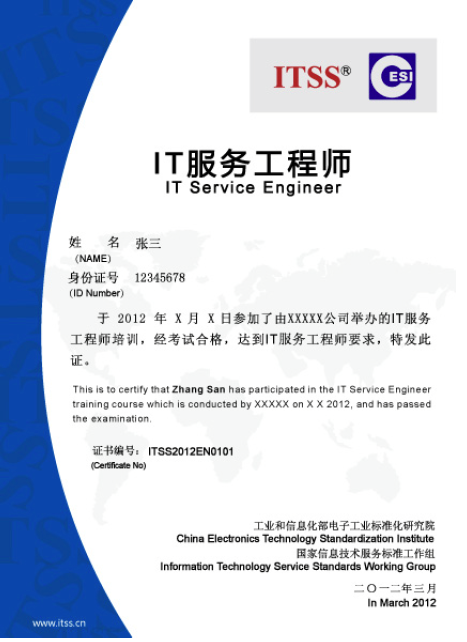 ITSS®
CESI
IT服务工程师
IT Service Engineer
姓 名 张三
(NAME)
身份证号 12345678
(ID Number)
于 2012 年 X 月 X 日参加了由XXXXX公司举办的IT服务
工程师培训，经考试合格，达到IT服务工程师要求，特发此
证。
This is to certify that Zhang San has participated in the IT Service Engineer
training course which is conducted by XXXXX on X X 2012, and has passed
the examination.
证书编号： ITSS2012EN0101
(Certificate No)
工业和信息化部电子工业标准化研究院
China Electronics Technology Standardization Institute
国家信息技术服务标准工作组
Information Technology Service Standards Working Group
二〇一二年三月
In March 2012
www.itss.cn